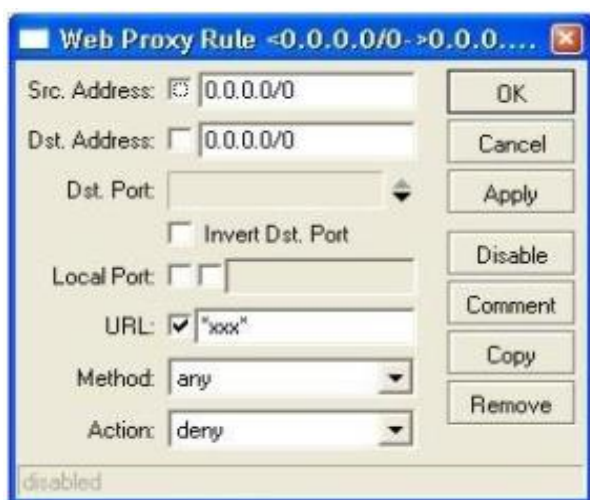 Web Proxy Rule <0.0.0.0/0->0.0.0....
Src. Address: 0.0.0.0/0 OK
Dst. Address: 0.0.0.0/0 Cancel
Dst. Port: Apply
Invert Dst. Port
Disable
Local Port:
Comment
URL: "xxx"
Copy
Method: any
Remove
Action: deny
disabled